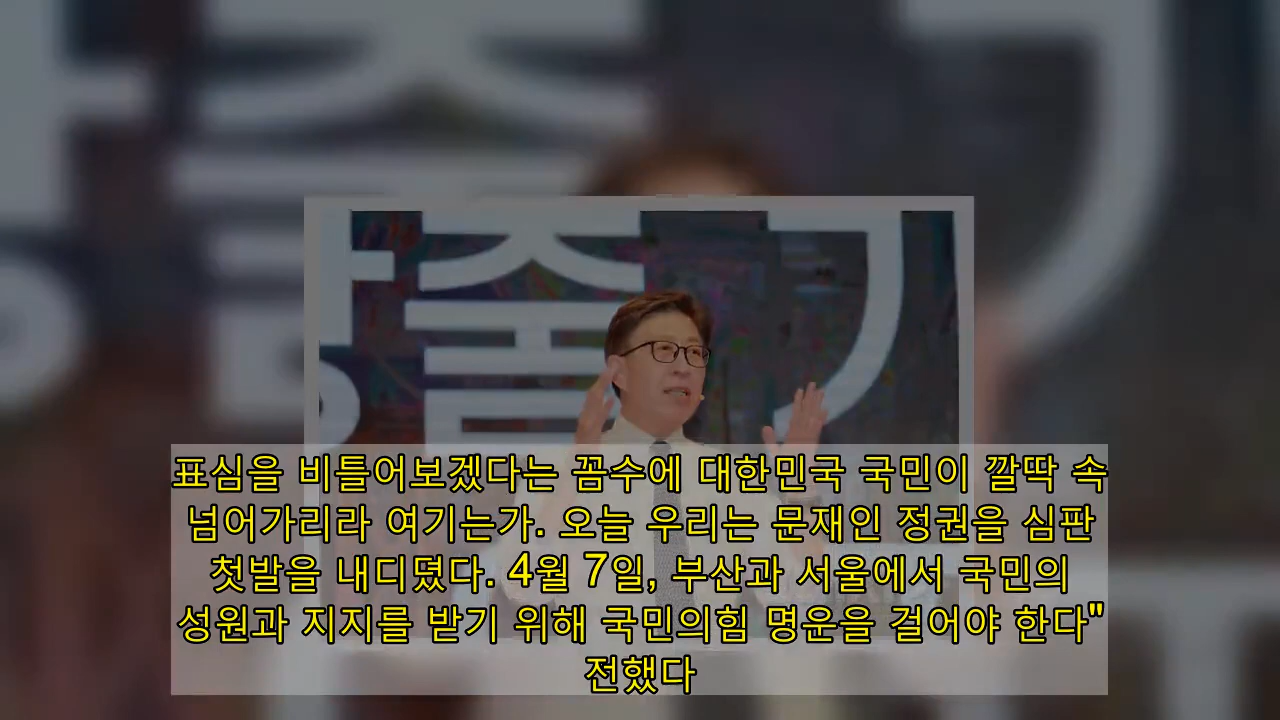 표심을 비틀어보겠다는 꼼수에 대한민국 국민이 깔딱 속
넘어가리라 여기는가. 오늘 우리는 문재인 정권을 심판
첫발을 내디뎠다. 4월 7일, 부산과 서울에서 국민의
성원과 지지를 받기 위해 국민의힘 명운을 걸어야 한다"
전했다